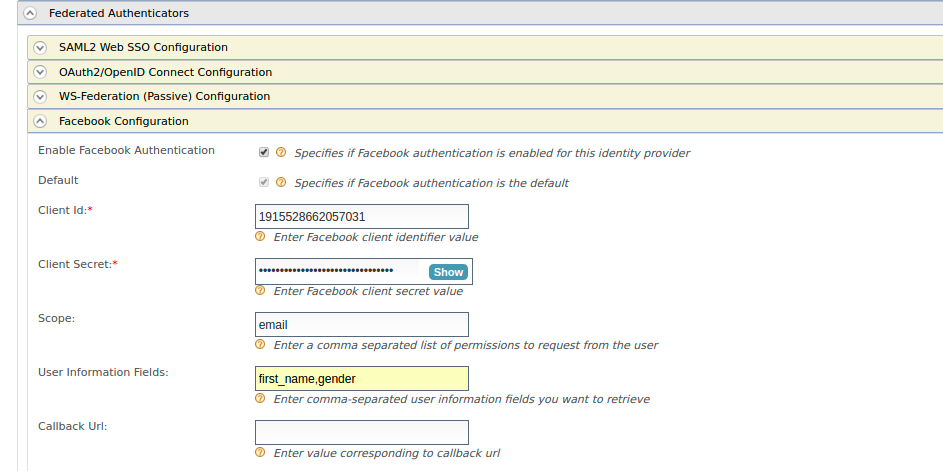 Federated Authenticators
SAML2 Web SSO Configuration
OAuth2/OpenID Connect Configuration
WS-Federation (Passive) Configuration
Facebook Configuration
Enable Facebook Authentication ? Specifies if Facebook authentication is enabled for this identity provider
Default ? Specifies if Facebook authentication is the default
Client Id:* 1915528662057031
? Enter Facebook client identifier value
Client Secret:* •••••••••••••••••••••••••••••••• Show
? Enter Facebook client secret value
Scope: email
? Enter a comma separated list of permissions to request from the user
User Information Fields: first_name,gender
? Enter comma-separated user information fields you want to retrieve
Callback Url:
? Enter value corresponding to callback url